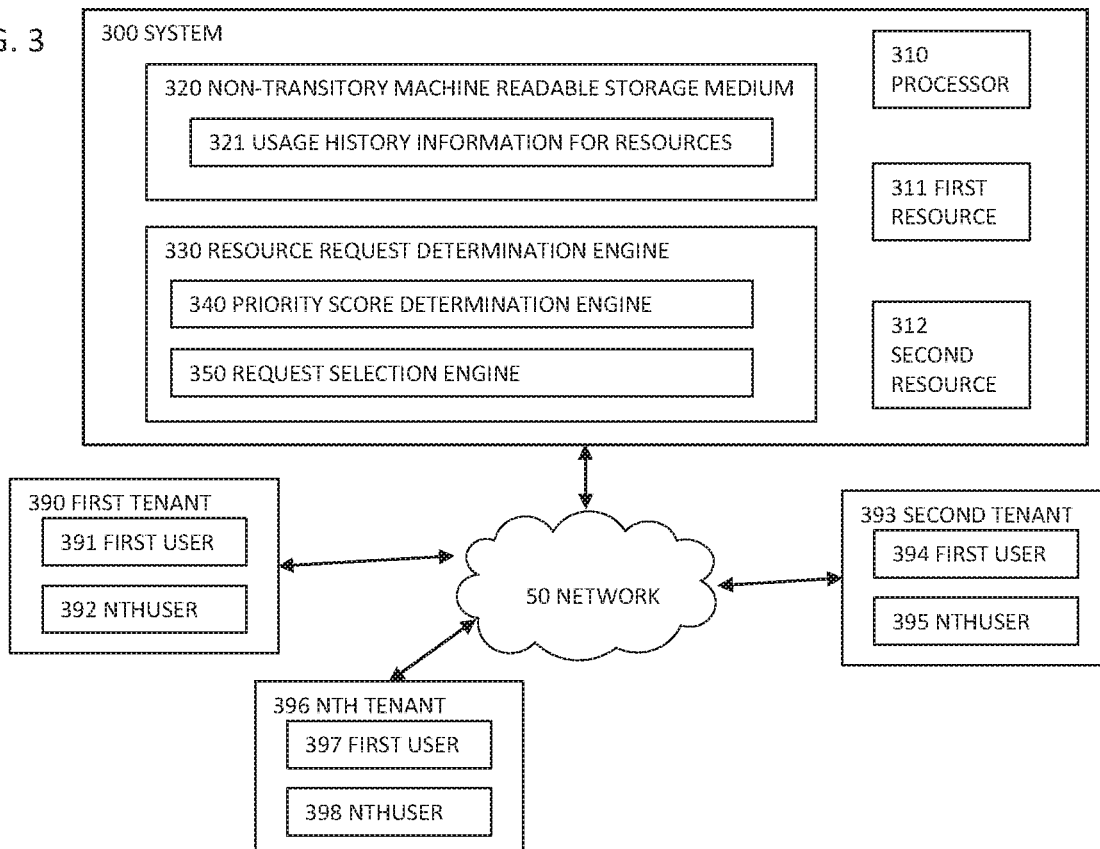 G. 3
300 SYSTEM
320 NON-TRANSITORY MACHINE READABLE STORAGE MEDIUM
321 USAGE HISTORY INFORMATION FOR RESOURCES
330 RESOURCE REQUEST DETERMINATION ENGINE
340 PRIORITY SCORE DETERMINATION ENGINE
350 REQUEST SELECTION ENGINE
310
PROCESSOR
311 FIRST
RESOURCE
312
SECOND
RESOURCE
390 FIRST TENANT
391 FIRST USER
392 NTHUSER
50 NETWORK
393 SECOND TENANT
394 FIRST USER
395 NTHUSER
396 NTH TENANT
397 FIRST USER
398 NTHUSER